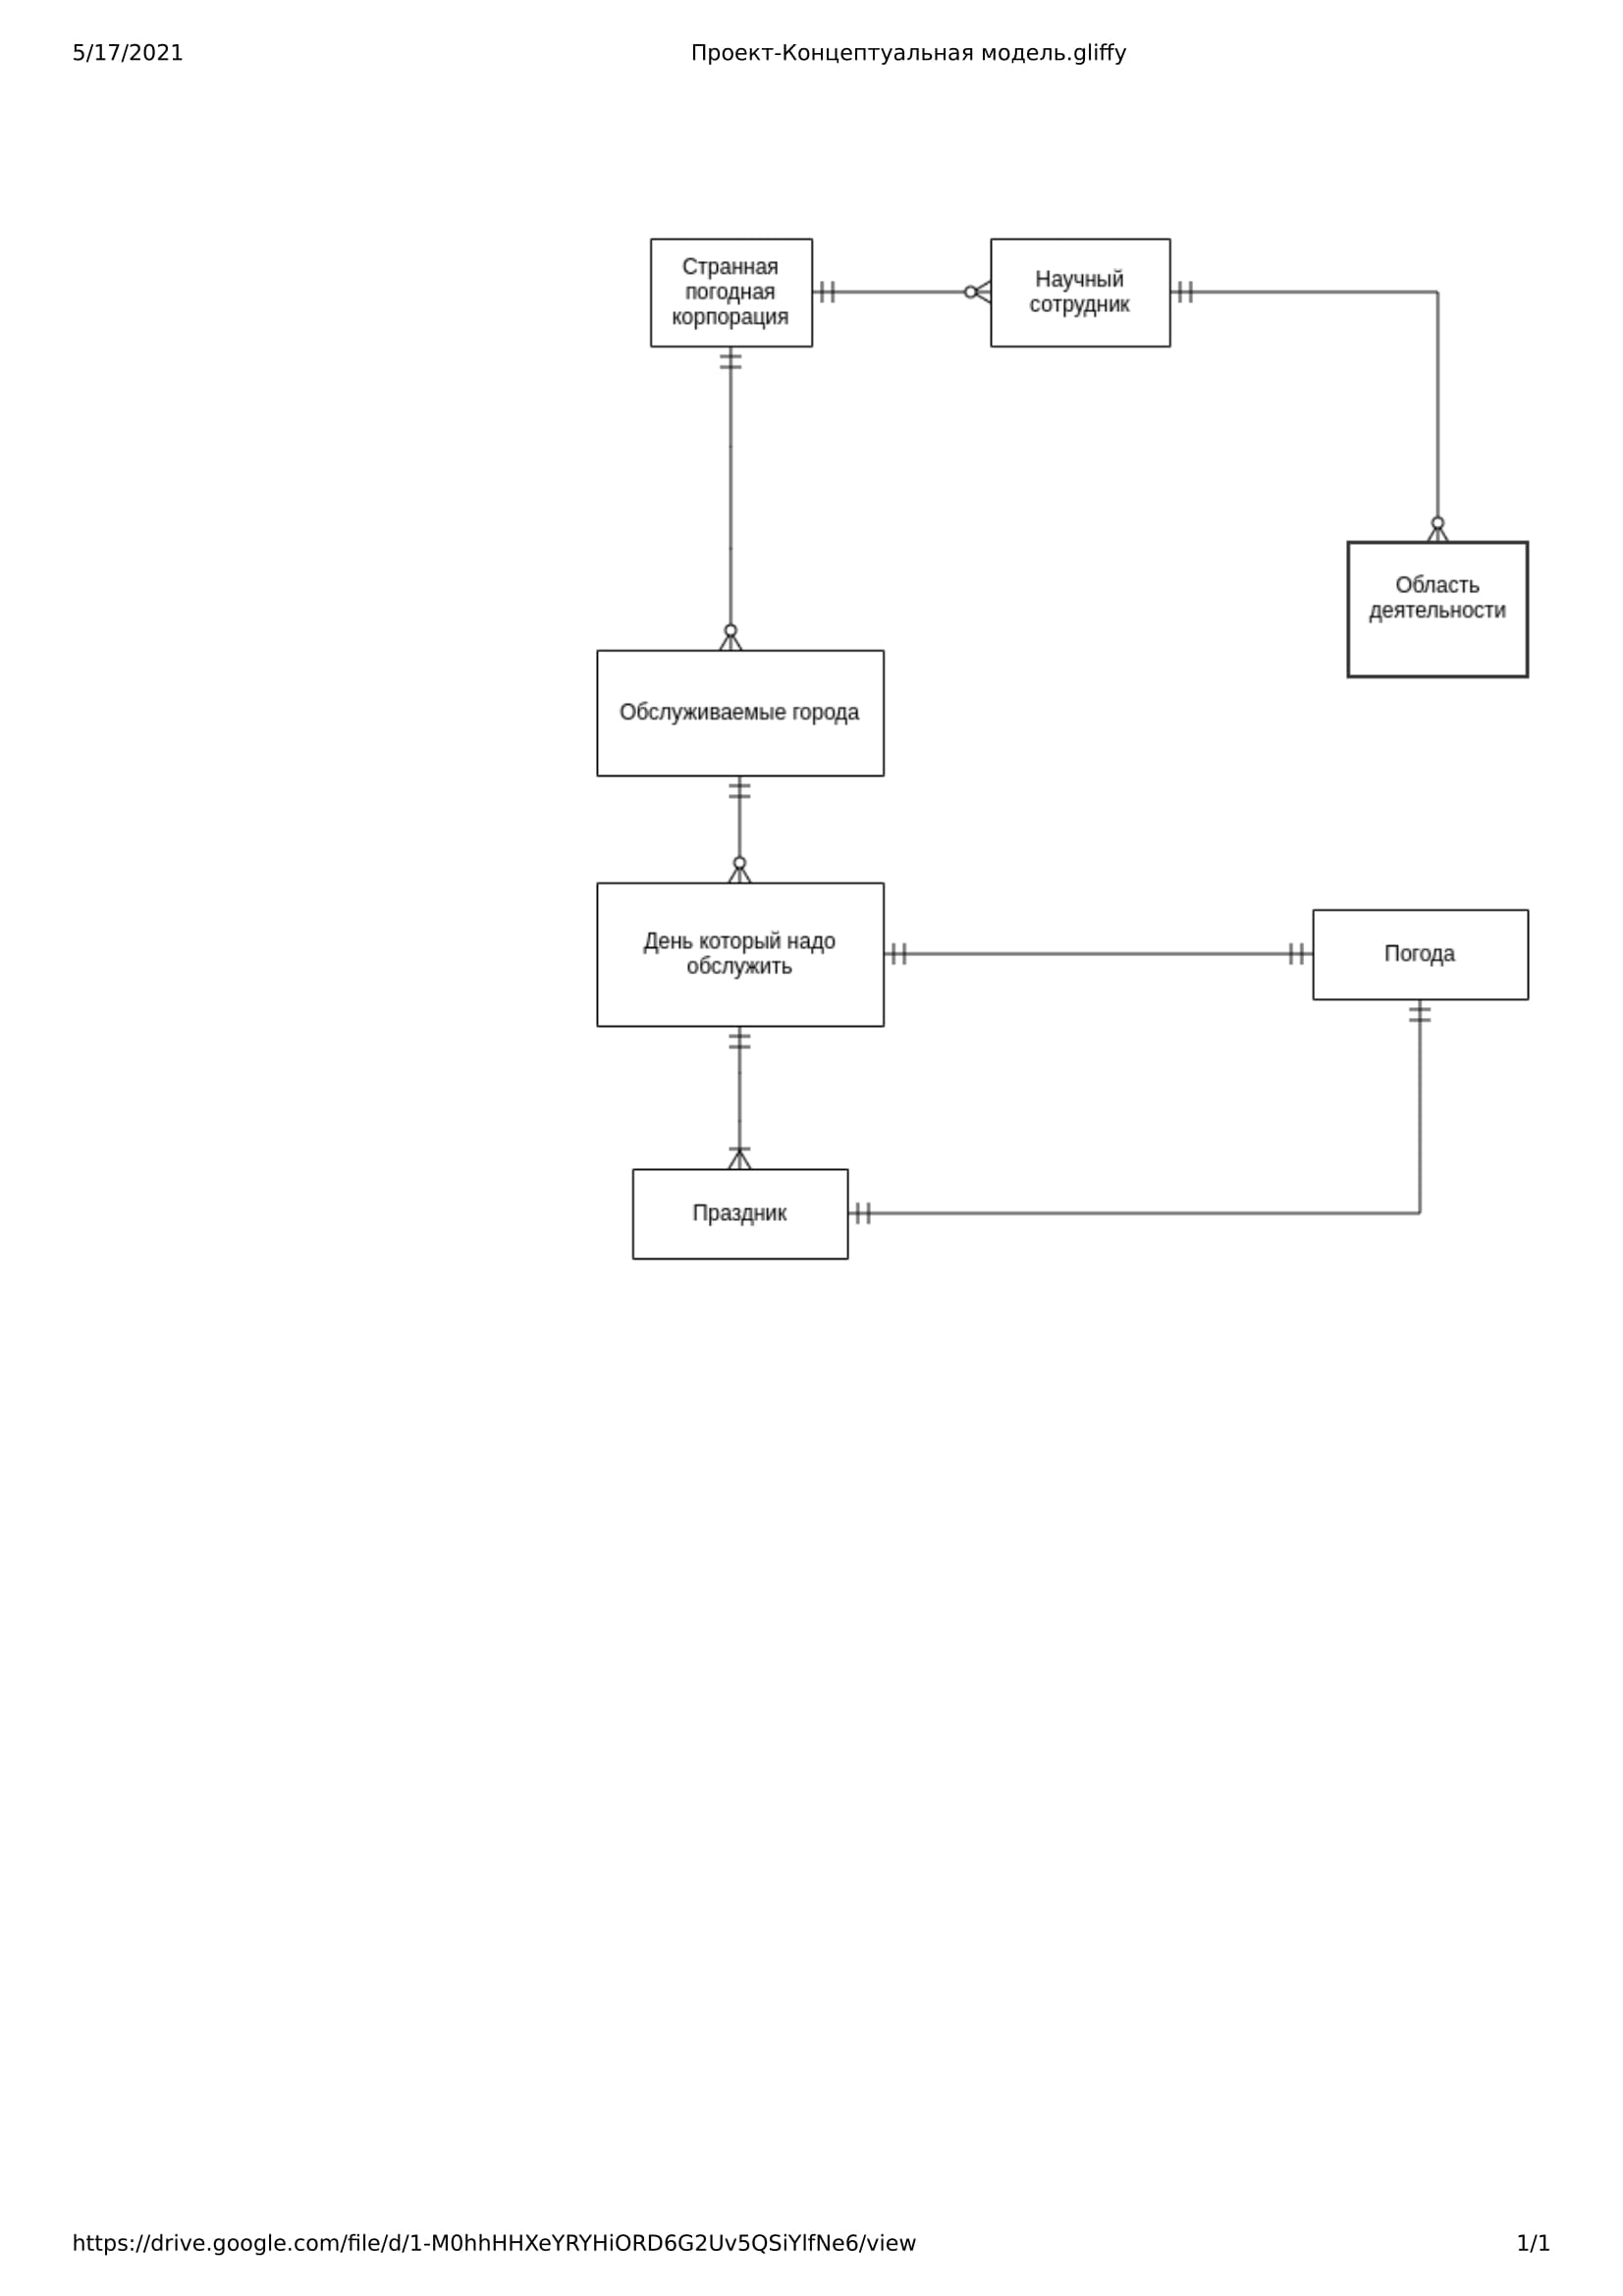 5/17/2021
Проект-Концептуальная модель.gliffy
Странная
погодная
корпорация
Научный
сотрудник
Область
деятельности
Обслуживаемые города
День который надо
обслужить
Погода
Праздник
https://drive.google.com/file/d/1-M0hhHHXeYRYHiORD6G2Uv5QSiYlfNe6/view
1/1